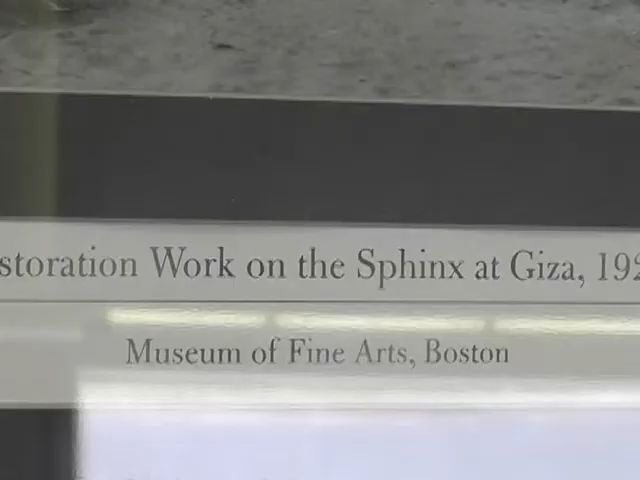 storation Work on the Sphinx at Giza, 192
Museum of Fine Arts, Boston